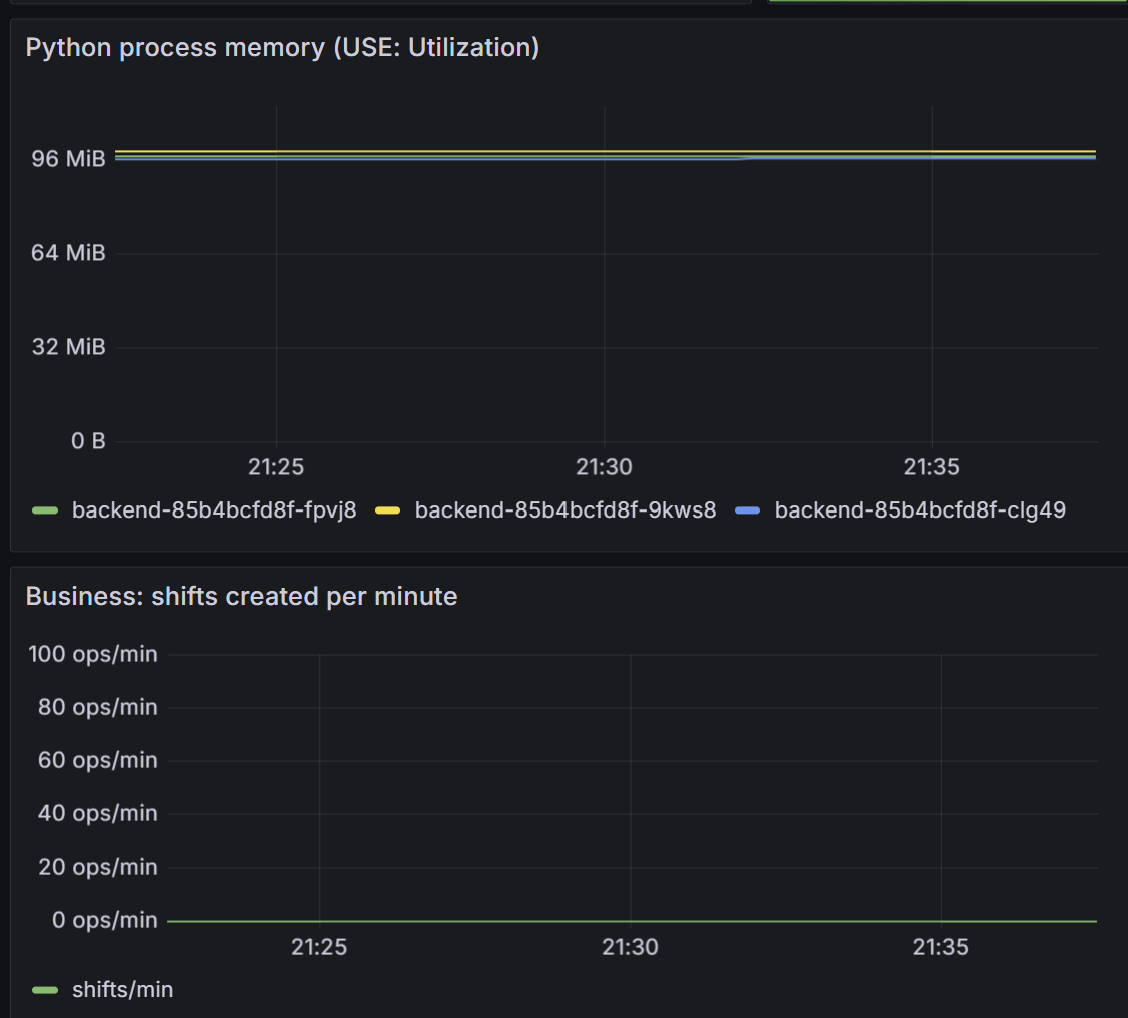 Python process memory (USE: Utilization)
96 MiB
64 MiB
32 MiB
0 B
21:25 21:30 21:35
backend-85b4bcfd8f-fpvj8 backend-85b4bcfd8f-9kws8 backend-85b4bcfd8f-clg49
Business: shifts created per minute
100 ops/min
80 ops/min
60 ops/min
40 ops/min
20 ops/min
0 ops/min
21:25 21:30 21:35
shifts/min